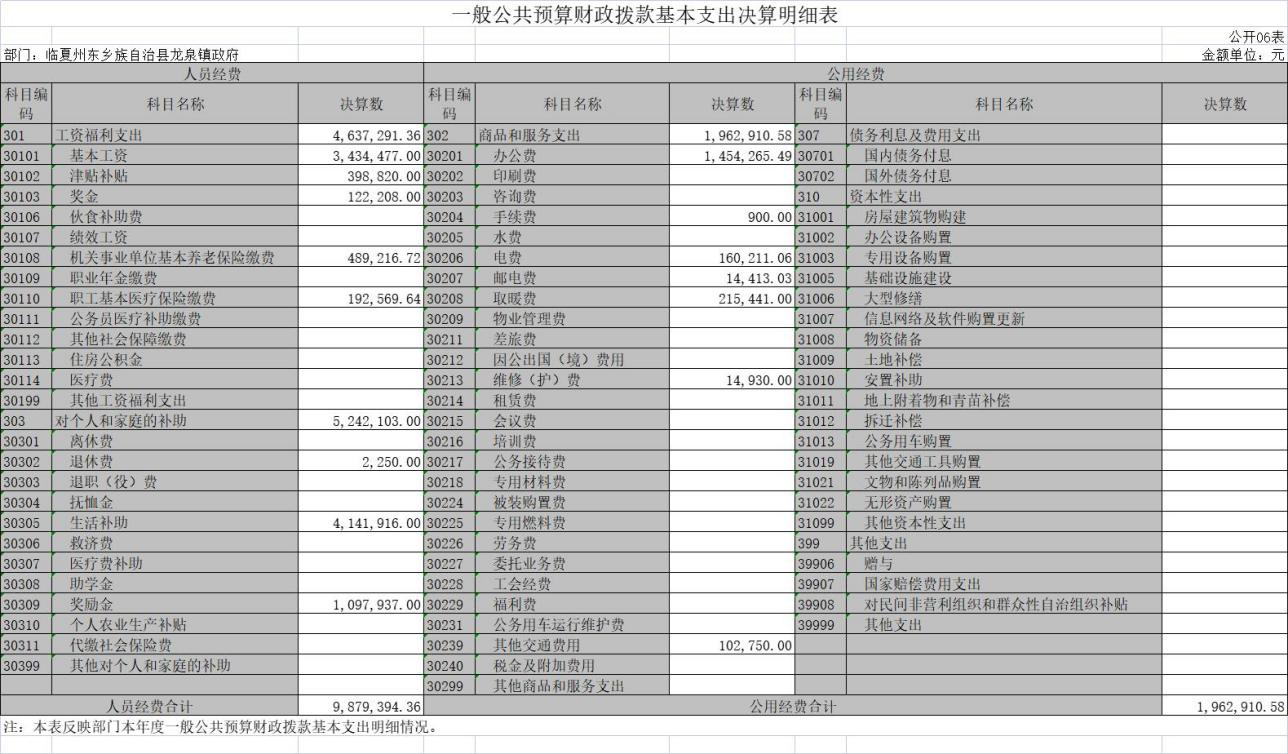 一般公共预算财政拨款基本支出决算明细表
公开06表
部门：临夏州东乡族自治县龙泉镇政府 金额单位：元
人员经费 公用经费
科目编码 科目名称 决算数 科目编码 科目名称 决算数 科目编码 科目名称 决算数
301 工资福利支出 4,637,291.36 302 商品和服务支出 1,962,910.58 307 债务利息及费用支出
30101 基本工资 3,434,477.00 30201 办公费 1,454,265.49 30701 国内债务付息
30102 津贴补贴 398,820.00 30202 印刷费 30702 国外债务付息
30103 奖金 122,208.00 30203 咨询费 310 资本性支出
30106 伙食补助费 30204 手续费 900.00 31001 房屋建筑物购建
30107 绩效工资 30205 水费 31002 办公设备购置
30108 机关事业单位基本养老保险缴费 489,216.72 30206 电费 160,211.06 31003 专用设备购置
30109 职业年金缴费 30207 邮电费 14,413.03 31005 基础设施建设
30110 职工基本医疗保险缴费 192,569.64 30208 取暖费 215,441.00 31006 大型修缮
30111 公务员医疗补助缴费 30209 物业管理费 31007 信息网络及软件购置更新
30112 其他社会保障缴费 30211 差旅费 31008 物资储备
30113 住房公积金 30212 因公出国（境）费用 31009 土地补偿
30114 医疗费 30213 维修（护）费 14,930.00 31010 安置补助
30199 其他工资福利支出 30214 租赁费 31011 地上附着物和青苗补偿
303 对个人和家庭的补助 5,242,103.00 30215 会议费 31012 拆迁补偿
30301 离休费 30216 培训费 31013 公务用车购置
30302 退休费 2,250.00 30217 公务接待费 31019 其他交通工具购置
30303 退职（役）费 30218 专用材料费 31021 文物和陈列品购置
30304 抚恤金 30224 被装购置费 31022 无形资产购置
30305 生活补助 4,141,916.00 30225 专用燃料费 31099 其他资本性支出
30306 救济费 30226 劳务费 399 其他支出
30307 医疗费补助 30227 委托业务费 39906 赠与
30308 助学金 30228 工会经费 39907 国家赔偿费用支出
30309 奖励金 1,097,937.00 30229 福利费 39908 对民间非营利组织和群众性自治组织补贴
30310 个人农业生产补贴 30231 公务用车运行维护费 39999 其他支出
30311 代缴社会保险费 30239 其他交通费用 102,750.00
30399 其他对个人和家庭的补助 30240 税金及附加费用
30299 其他商品和服务支出
人员经费合计 9,879,394.36 公用经费合计 1,962,910.58
注：本表反映部门本年度一般公共预算财政拨款基本支出明细情况。